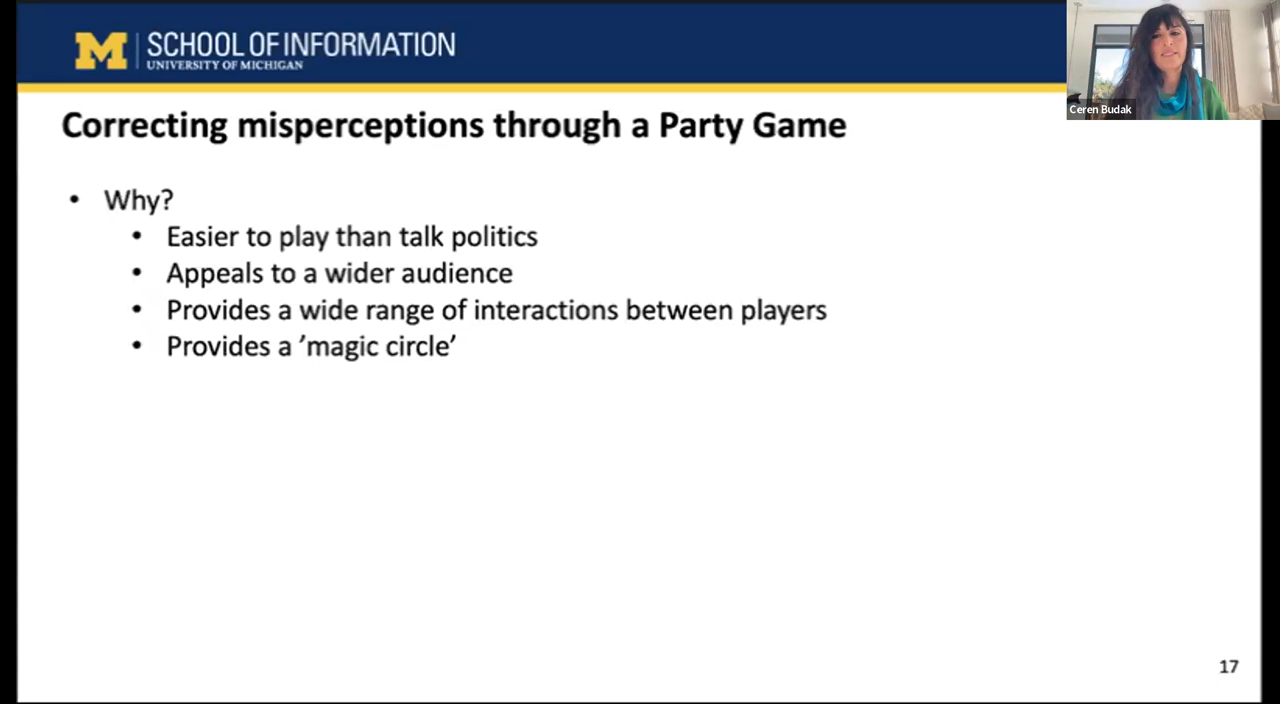 M SCHOOL OF INFORMATION
UNIVERSITY OF MICHIGAN
Ceren Budak
Correcting misperceptions through a Party Game
• Why?
• Easier to play than talk politics
• Appeals to a wider audience
• Provides a wide range of interactions between players
• Provides a ’magic circle’
17